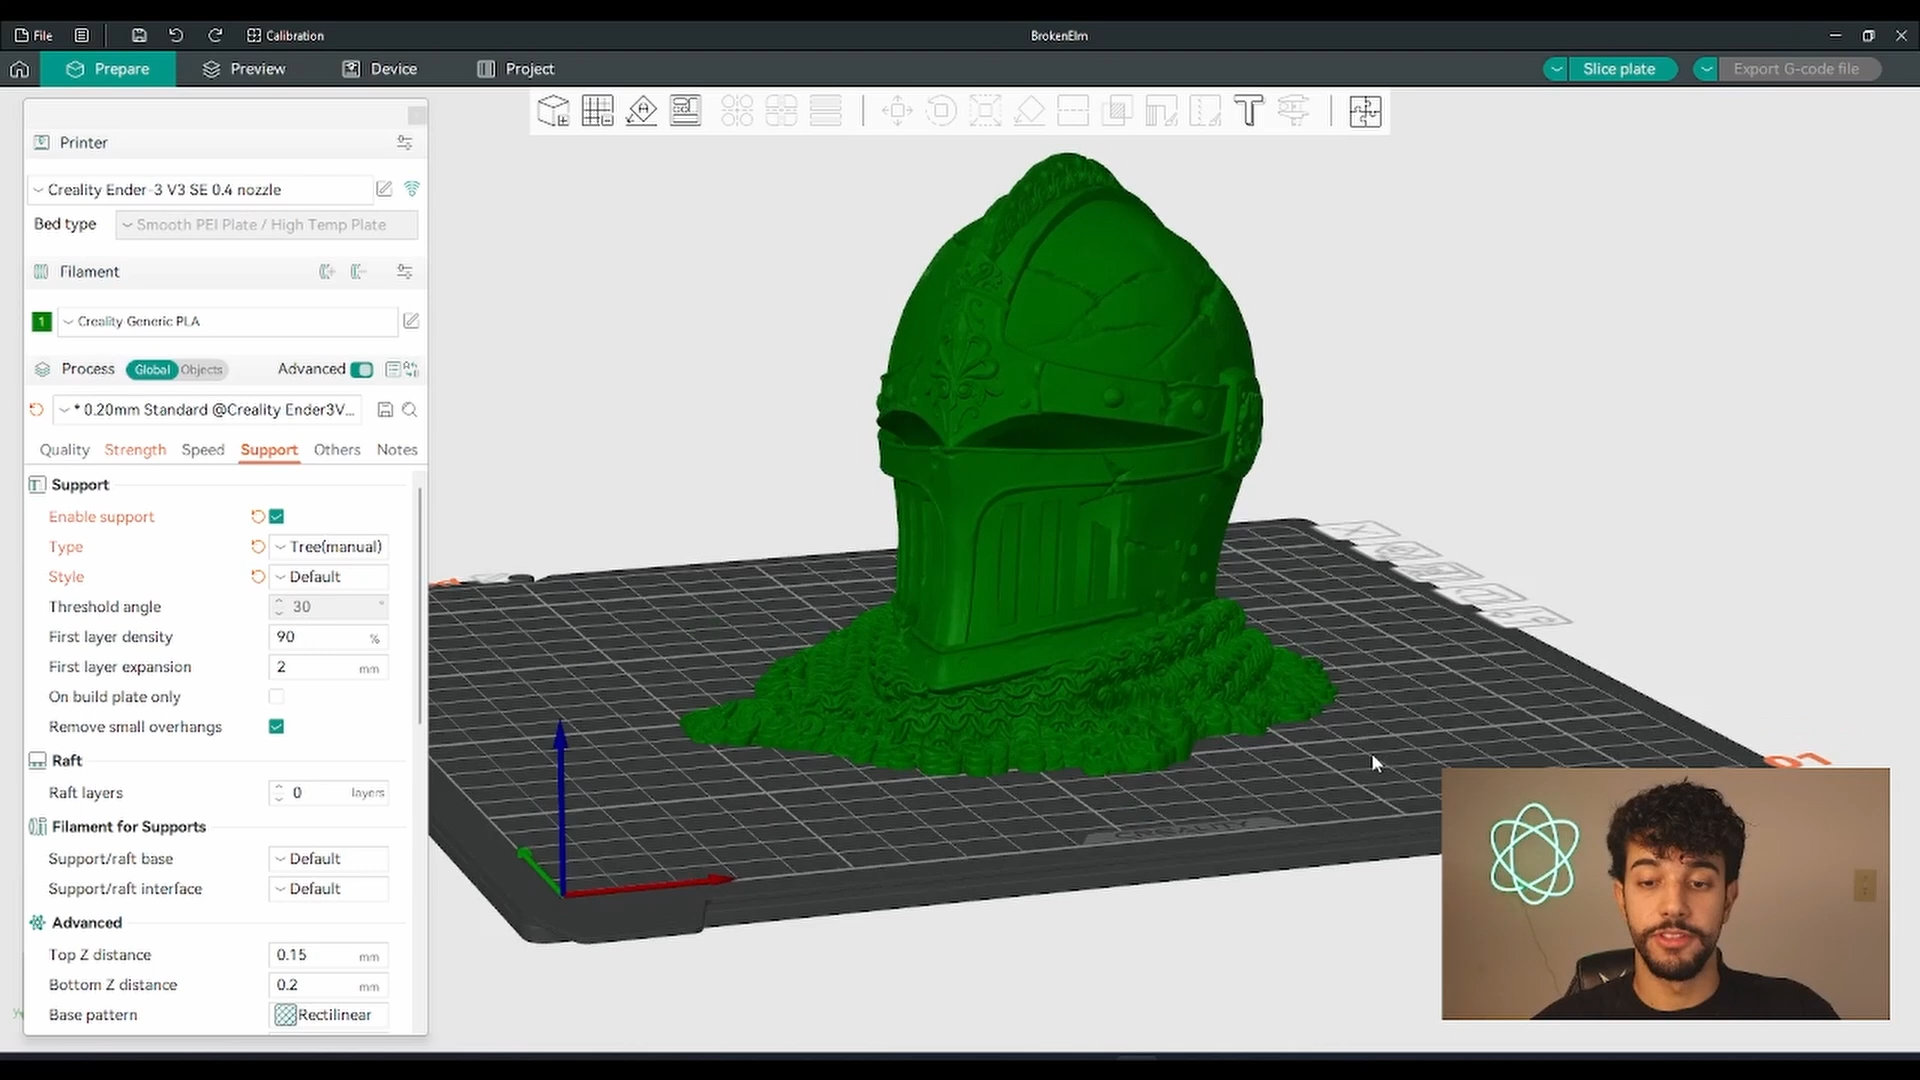 File
Calibration
BrokenElm
Prepare
Preview
Device
Project
Slice plate
Export G-code file
Printer
Creality Ender-3 V3 SE 0.4 nozzle
Bed type
Smooth PEI Plate / High Temp Plate
Filament
1
Creality Generic PLA
Process
Global
Objects
Advanced
* 0.20mm Standard @Creality Ender3V...
Quality
Strength
Speed
Support
Others
Notes
Support
Enable support
Type
Tree(manual)
Style
Default
Threshold angle
30 °
First layer density
90 %
First layer expansion
2 mm
On build plate only
Remove small overhangs
Raft
Raft layers
0 layers
Filament for Supports
Support/raft base
Default
Support/raft interface
Default
Advanced
Top Z distance
0.15 mm
Bottom Z distance
0.2 mm
Base pattern
Rectilinear
CREALITY